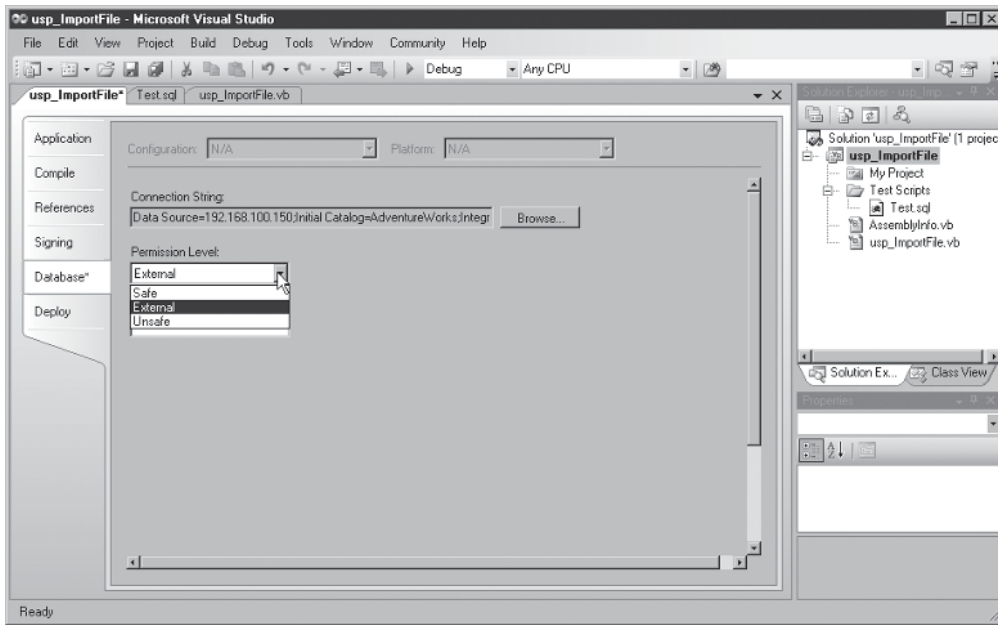 usp_ImportFile - Microsoft Visual Studio
File Edit View Project Build Debug Tools Window Community Help
Debug Any CPU
usp_ImportFile* Test.sql usp_ImportFile.vb
Application
Compile
References
Signing
Database*
Deploy
Configuration: N/A Platform: N/A
Connection String:
Data Source=192.168.100.150;Initial Catalog=AdventureWorks;Integr Browse...
Permission Level:
External
Safe
External
Unsafe
Solution Explorer - usp_Imp...
Solution 'usp_ImportFile' (1 projec
usp_ImportFile
My Project
Test Scripts
Test.sql
AssemblyInfo.vb
usp_ImportFile.vb
Solution Ex... Class View
Properties
Ready